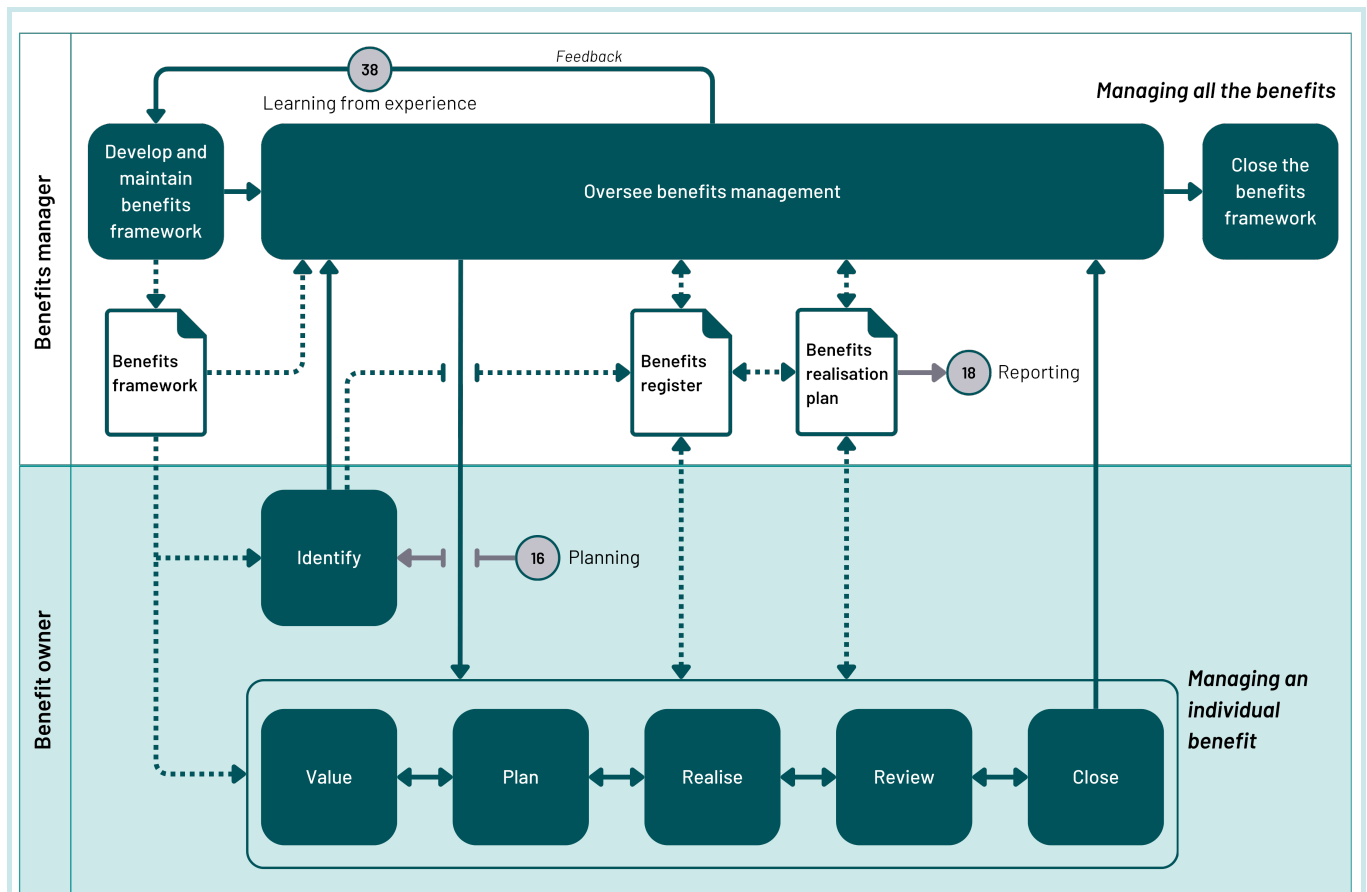 Feedback
38
Learning from experience
Managing all the benefits
Benefits manager
Develop and
maintain
benefits
framework
Oversee benefits management
Close the
benefits
framework
Benefits
framework
Benefits
register
Benefits
realisation
plan
18
Reporting
Benefit owner
Identify
16
Planning
Managing an
individual
benefit
Value
Plan
Realise
Review
Close